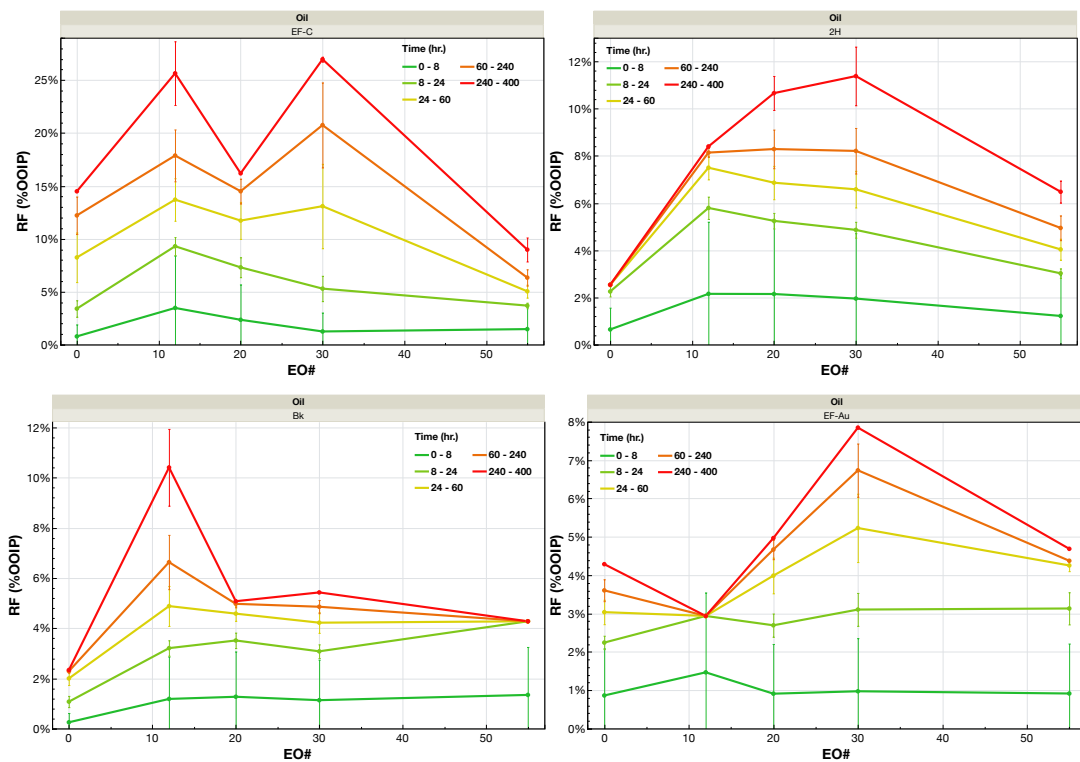 Oil
EF-C
Time (hr.)
0 - 8
60 - 240
8 - 24
240 - 400
24 - 60
RF (%OOIP)
25%
20%
15%
10%
5%
0%
0 10 20 30 40 50
EO#
Oil
2H
Time (hr.)
0 - 8
60 - 240
8 - 24
240 - 400
24 - 60
RF (%OOIP)
12%
10%
8%
6%
4%
2%
0%
0 10 20 30 40 50
EO#
Oil
Bk
Time (hr.)
0 - 8
60 - 240
8 - 24
240 - 400
24 - 60
RF (%OOIP)
12%
10%
8%
6%
4%
2%
0%
0 10 20 30 40 50
EO#
Oil
EF-Au
Time (hr.)
0 - 8
60 - 240
8 - 24
240 - 400
24 - 60
RF (%OOIP)
8%
7%
6%
5%
4%
3%
2%
1%
0%
0 10 20 30 40 50
EO#